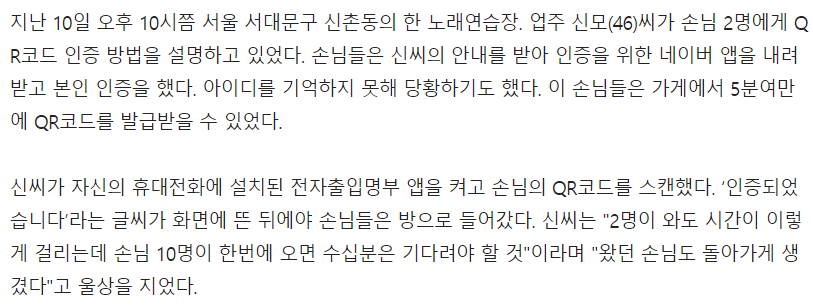 지난 10일 오후 10시쯤 서울 서대문구 신촌동의 한 노래연습장. 업주 신모(46)씨가 손님 2명에게 Q
R코드 인증 방법을 설명하고 있었다. 손님들은 신씨의 안내를 받아 인증을 위한 네이버 앱을 내려
받고 본인 인증을 했다. 아이디를 기억하지 못해 당황하기도 했다. 이 손님들은 가게에서 5분여만
에 QR코드를 발급받을 수 있었다.
신씨가 자신의 휴대전화에 설치된 전자출입명부 앱을 켜고 손님의 QR코드를 스캔했다. ‘인증되었
습니다’라는 글씨가 화면에 뜬 뒤에야 손님들은 방으로 들어갔다. 신씨는 "2명이 와도 시간이 이렇
게 걸리는데 손님 10명이 한번에 오면 수십분은 기다려야 할 것"이라며 "왔던 손님도 돌아가게 생
겼다"고 울상을 지었다.